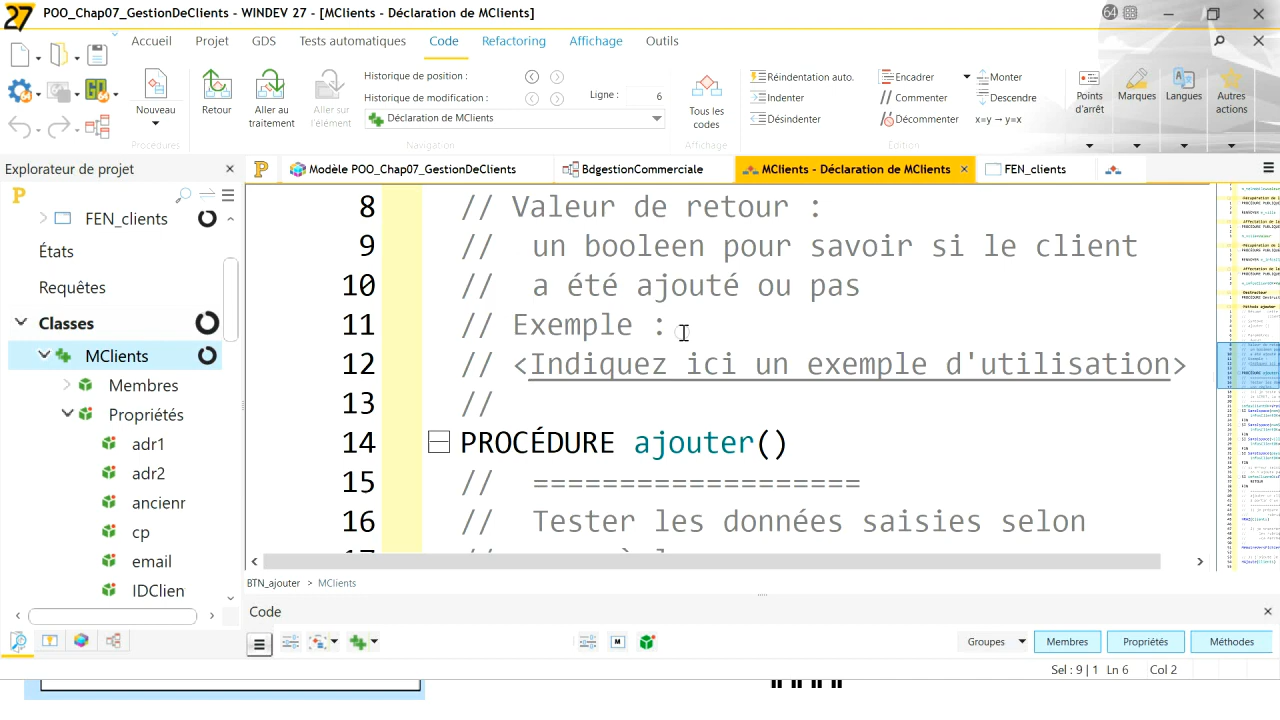 27 POO_Chap07_GestionDeClients - WINDEV 27 - [MClients - Déclaration de MClients]
64
Accueil Projet GDS Tests automatiques Code Refactoring Affichage Outils
Nouveau
Procédures
Retour
Aller au traitement
Aller sur l'élément
Historique de position :
Historique de modification :
Ligne : 6
Déclaration de MClients
Navigation
Tous les codes
Affichage
Réindentation auto.
Indenter
Désindenter
Encadrer
// Commenter
Décommenter
Monter
Descendre
x=y → y=x
Edition
Points d'arrêt
Marques
Langues
Autres actions
Explorateur de projet
Modèle POO_Chap07_GestionDeClients
BdgestionCommerciale
MClients - Déclaration de MClients
FEN_clients
FEN_clients
États
Requêtes
Classes
MClients
Membres
Propriétés
adr1
adr2
ancienr
cp
email
IDClien
8 // Valeur de retour :
9 // un booleen pour savoir si le client
10 // a été ajouté ou pas
11 // Exemple :
12 // <Indiquez ici un exemple d'utilisation>
13 //
14 PROCÉDURE ajouter()
15 // ===================
16 // Tester les données saisies selon
BTN_ajouter > MClients
Code
Groupes
Membres
Propriétés
Méthodes
Sel : 9 | 1 Ln 6 Col 2